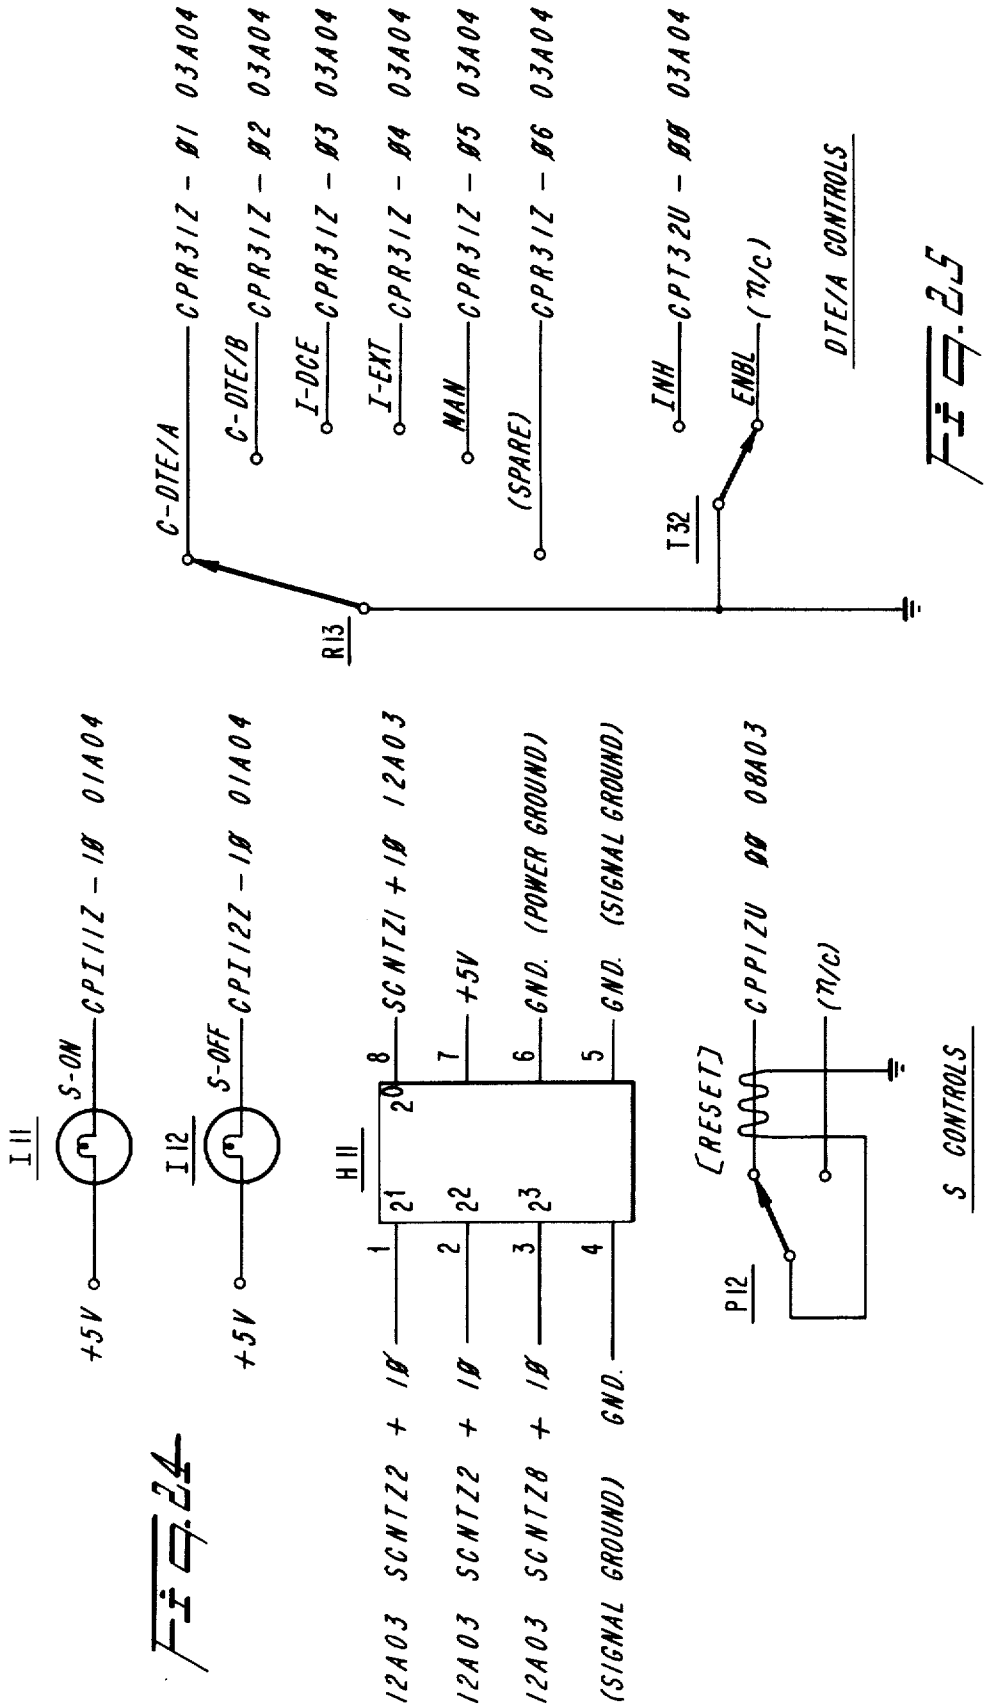 Fig. 24
I11
+5V
S-ON
CPI11Z - 1Ø 01A04
I12
+5V
S-OFF
CPI12Z - 1Ø 01A04
H11
12A03 SCNTZ2 + 1Ø
1
2¹
2⁰
8
SCNTZ1 + 1Ø 12A03
12A03 SCNTZ2 + 1Ø
2
2²
7
+5V
12A03 SCNTZ8 + 1Ø
3
2³
6
GND. (POWER GROUND)
(SIGNAL GROUND) GND.
4
5
GND. (SIGNAL GROUND)
[RESET]
P12
CPP12U ØØ 08A03
(n/c)
S CONTROLS
C-DTE/A
CPR31Z - Ø1 03A04
C-DTE/B
CPR31Z - Ø2 03A04
I-DCE
CPR31Z - Ø3 03A04
R13
I-EXT
CPR31Z - Ø4 03A04
MAN
CPR31Z - Ø5 03A04
(SPARE)
CPR31Z - Ø6 03A04
T32
INH
CPT32U - ØØ 03A04
ENBL
(n/c)
DTE/A CONTROLS
Fig. 25